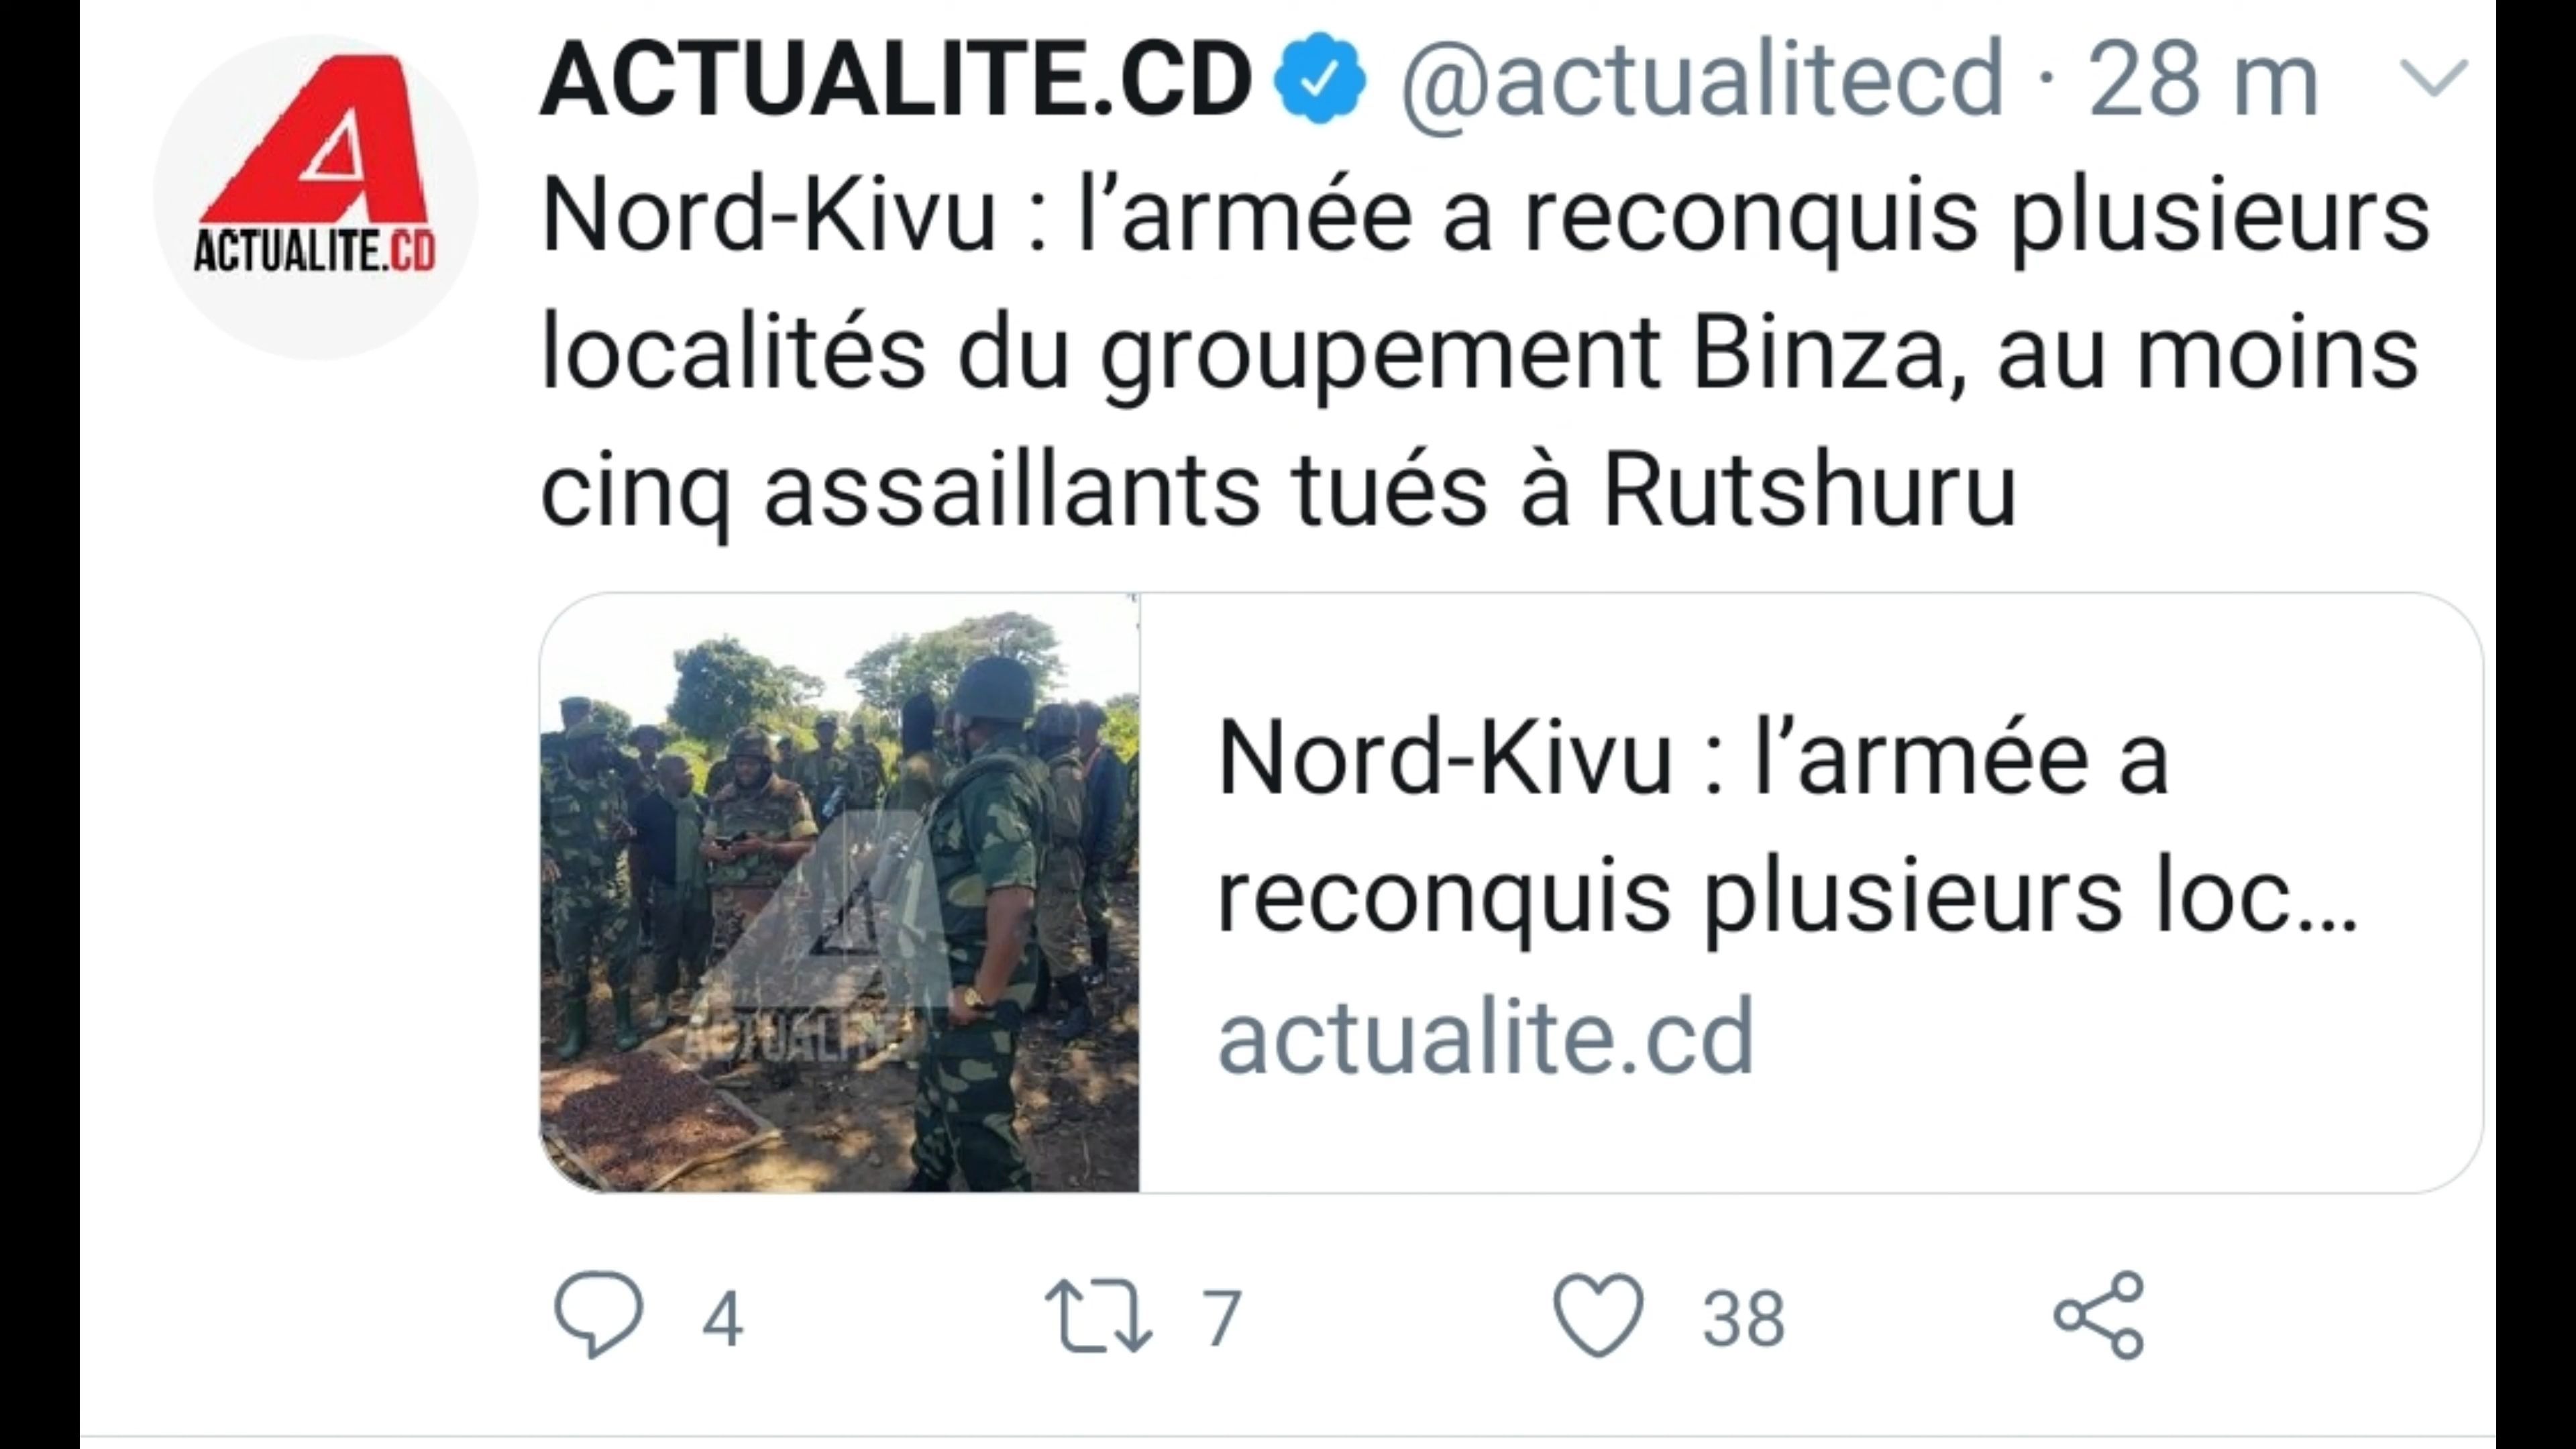 ACTUALITE.CD @actualitecd · 28 m
ACTUALITE.CD
Nord-Kivu : l’armée a reconquis plusieurs
localités du groupement Binza, au moins
cinq assaillants tués à Rutshuru
ACTUALITE
Nord-Kivu : l’armée a
reconquis plusieurs loc...
actualite.cd
4 7 38